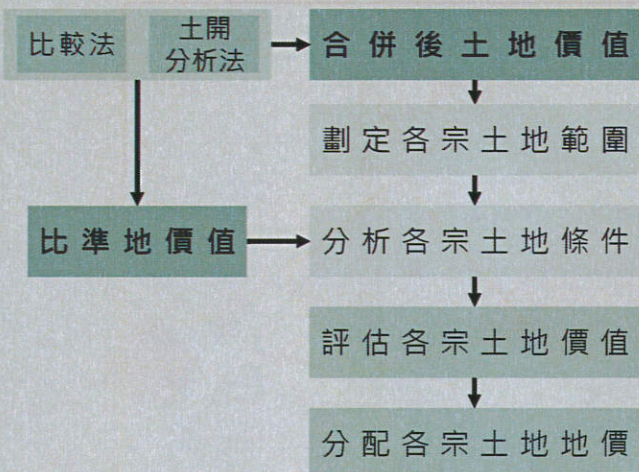 比較法
土開
分析法
合併後土地價值
劃定各宗土地範圍
比準地價值
分析各宗土地條件
評估各宗土地價值
分配各宗土地地價